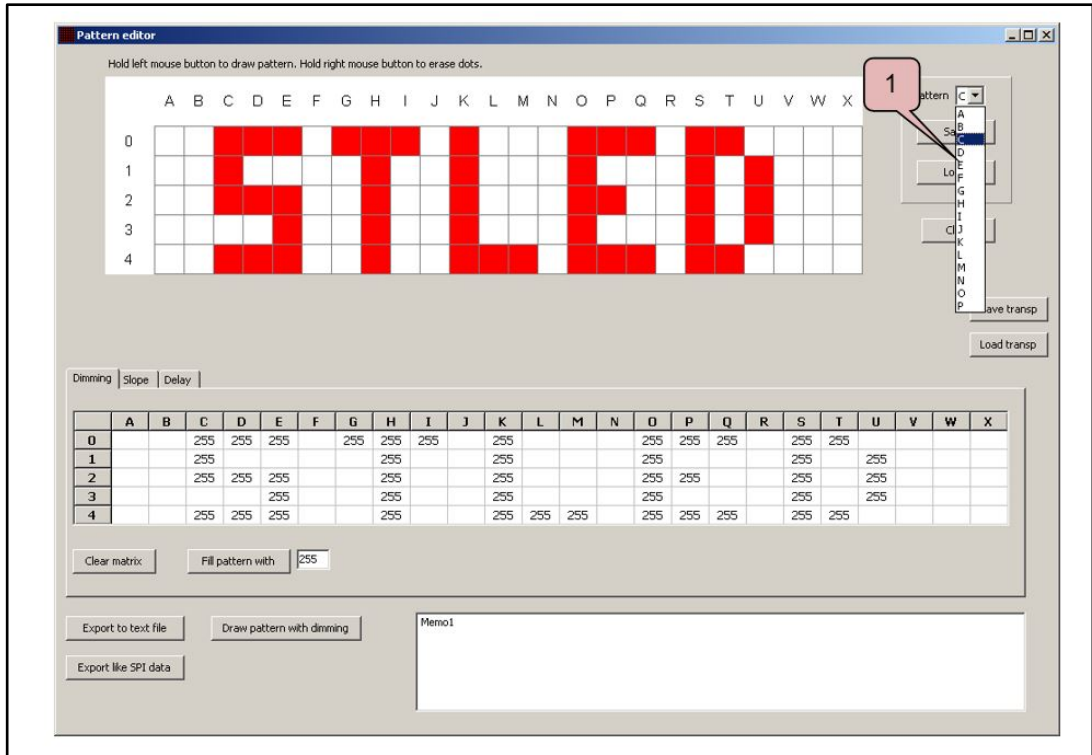 Pattern editor
Hold left mouse button to draw pattern. Hold right mouse button to erase dots.
1
A B C D E F G H I J K L M N O P Q R S T U V W X
attern C
A
B
C
D
E
F
G
H
I
J
K
L
M
N
O
P
Sa
Lo
Cl
0
1
2
3
4
STLED
ave transp
Load transp
Dimming Slope Delay
A B C D E F G H I J K L M N O P Q R S T U V W X
0 255 255 255 255 255 255 255 255 255 255 255 255
1 255 255 255 255 255 255
2 255 255 255 255 255 255 255 255 255
3 255 255 255 255 255 255
4 255 255 255 255 255 255 255 255 255 255 255 255
Clear matrix Fill pattern with 255
Export to text file Draw pattern with dimming Memo1
Export like SPI data